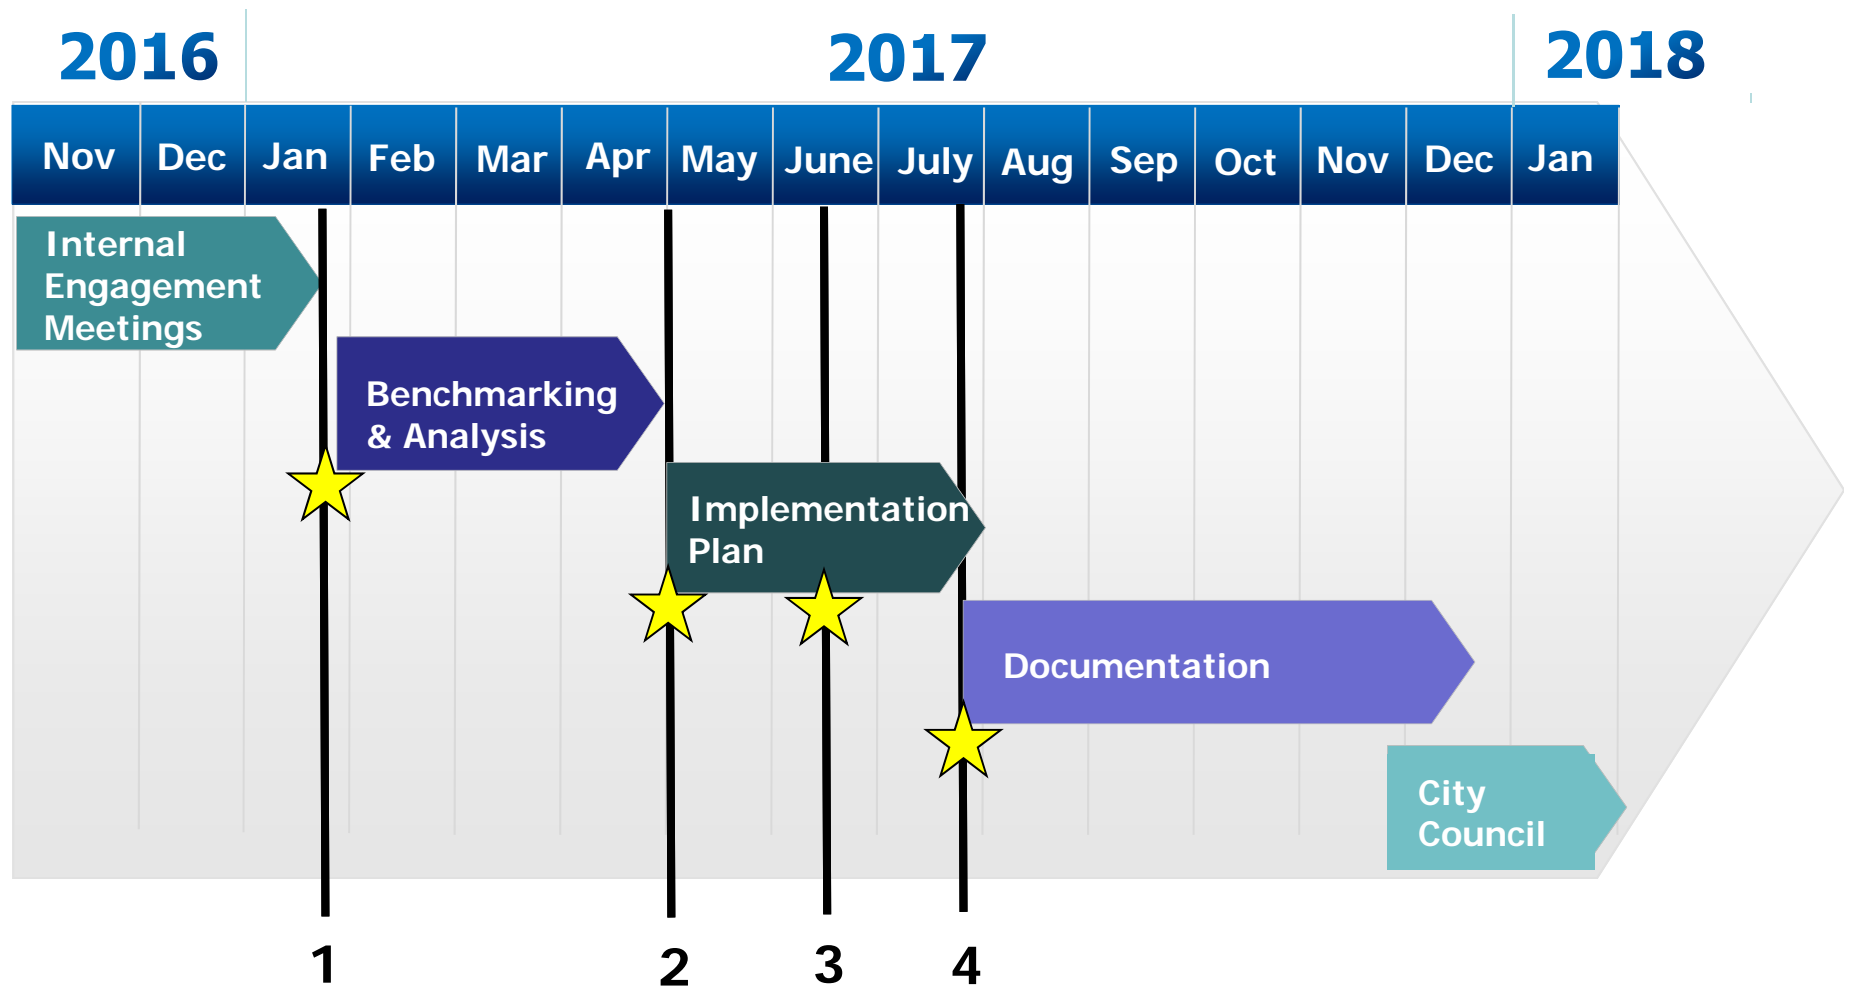 2016 2017 2018
Nov Dec Jan Feb Mar Apr May June July Aug Sep Oct Nov Dec Jan
Internal
Engagement
Meetings
Benchmarking
& Analysis
Implementation
Plan
Documentation
City
Council
1 2 3 4